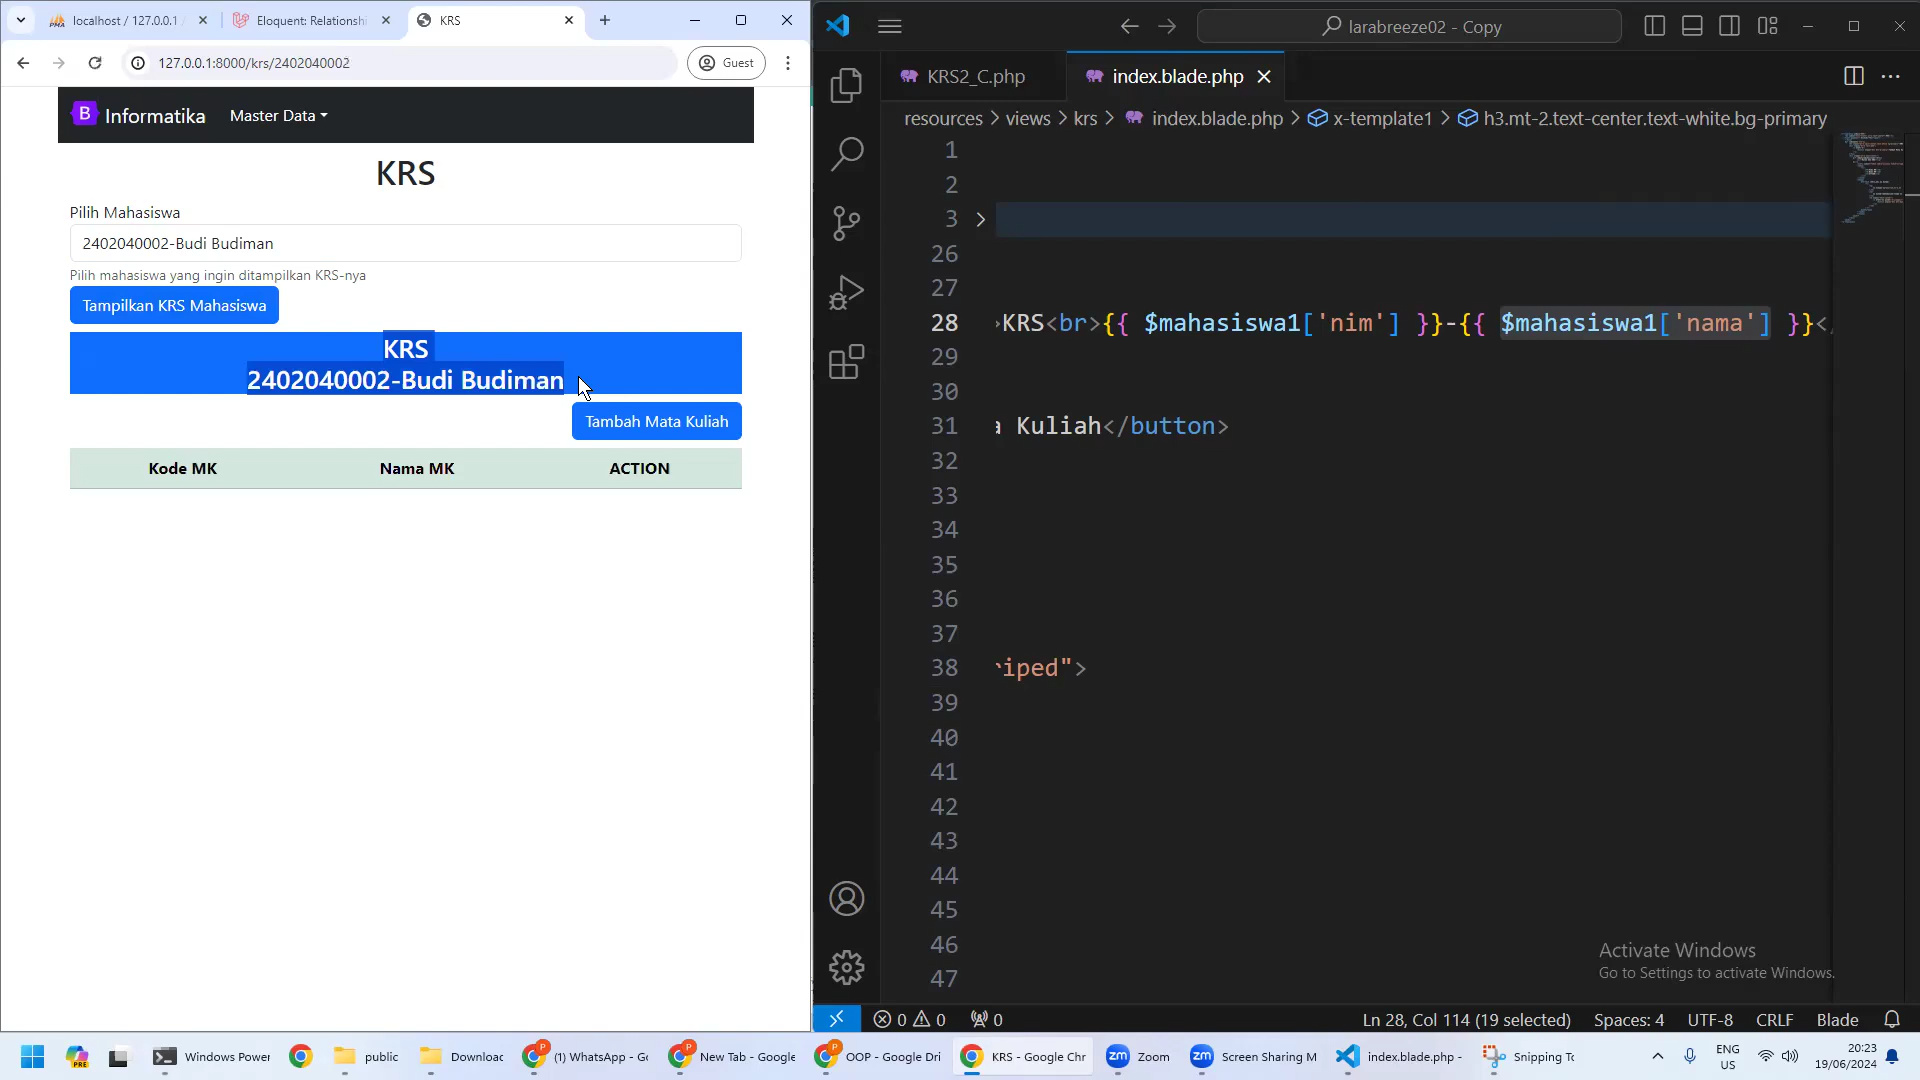 localhost / 127.0.0.1
Eloquent: Relationshi
KRS
127.0.0.1:8000/krs/2402040002
Guest
B Informatika
Master Data
KRS
Pilih Mahasiswa
2402040002-Budi Budiman
Pilih mahasiswa yang ingin ditampilkan KRS-nya
Tampilkan KRS Mahasiswa
KRS
2402040002-Budi Budiman
Tambah Mata Kuliah
Kode MK Nama MK ACTION
larabreeze02 - Copy
KRS2_C.php
index.blade.php
resources > views > krs > index.blade.php > x-template1 > h3.mt-2.text-center.text-white.bg-primary
1
2
3
26
27
28 >KRS<br>{{ $mahasiswa1['nim'] }}-{{ $mahasiswa1['nama'] }}</
29
30
31 a Kuliah</button>
32
33
34
35
36
37
38 riped">
39
40
41
42
43
44
45
46
47
Activate Windows
Go to Settings to activate Windows.
0 0 0
Ln 28, Col 114 (19 selected)
Spaces: 4
UTF-8
CRLF
Blade
PRE
Windows Power
public
Downloac
(1) WhatsApp - Go
New Tab - Google
OOP - Google Dri
KRS - Google Chr
zm Zoom
zm Screen Sharing M
index.blade.php -
Snipping To
ENG
US
20:23
19/06/2024